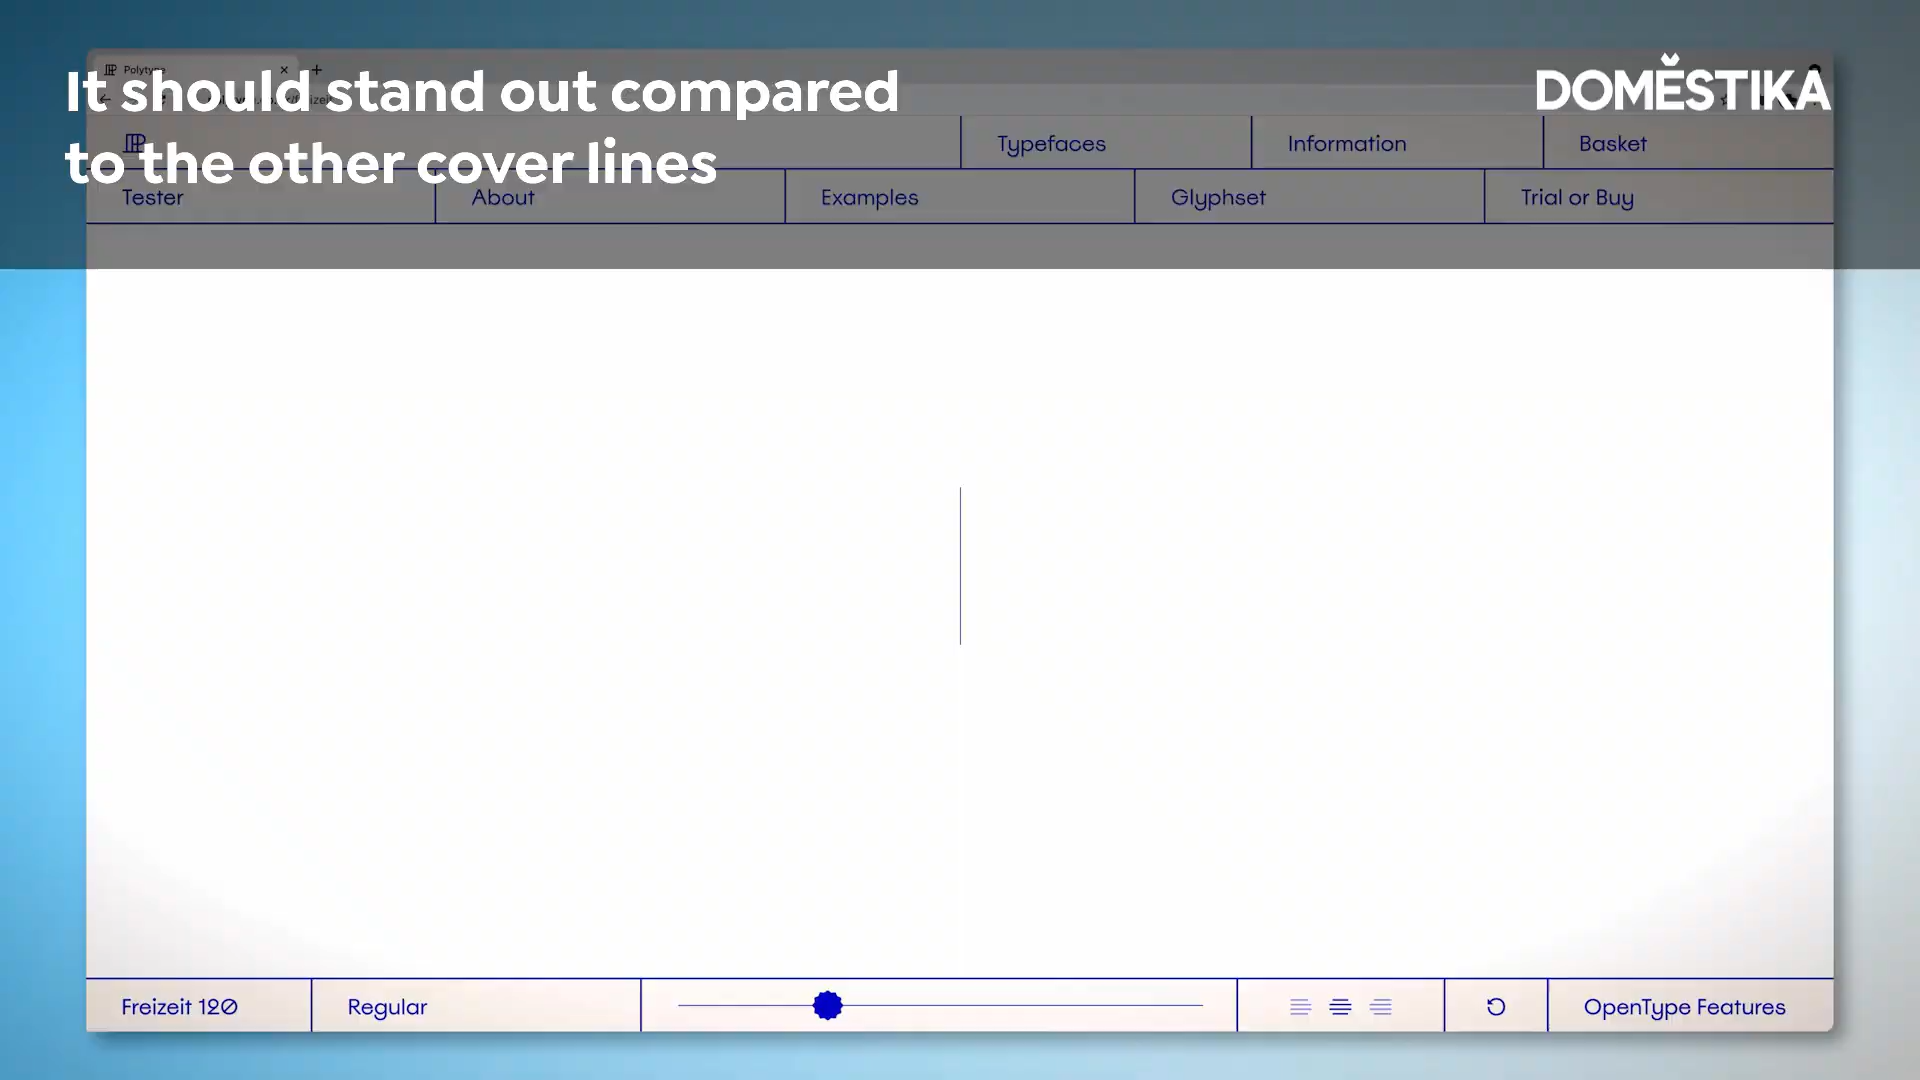 It should stand out compared
to the other cover lines
DOMESTIKA
Polytype
Typefaces
Information
Basket
Tester
About
Examples
Glyphset
Trial or Buy
Freizeit 120
Regular
OpenType Features